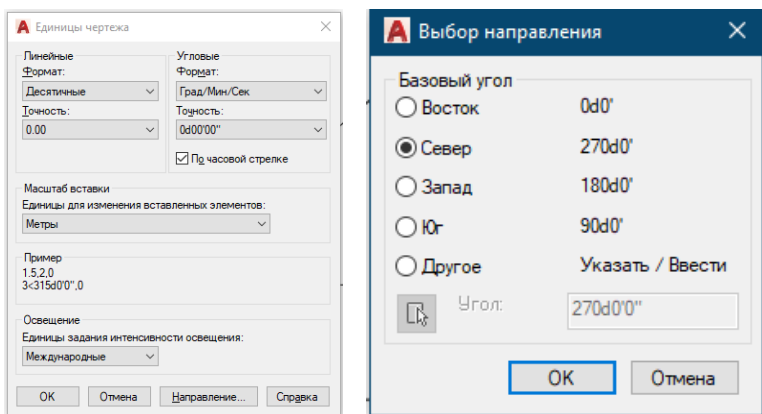 Единицы чертежа
Линейные
Формат:
Десятичные
Точность:
0.00
Угловые
Формат:
Град/Мин/Сек
Точность:
0d00'00"
По часовой стрелке
Масштаб вставки
Единицы для изменения вставленных элементов:
Метры
Пример
1.5,2,0
3<315d0'0",0
Освещение
Единицы задания интенсивности освещения:
Международные
OK Отмена Направление... Справка
Выбор направления
Базовый угол
Восток 0d0'
Север 270d0'
Запад 180d0'
Юг 90d0'
Другое Указать / Ввести
Угол: 270d0'0"
OK Отмена